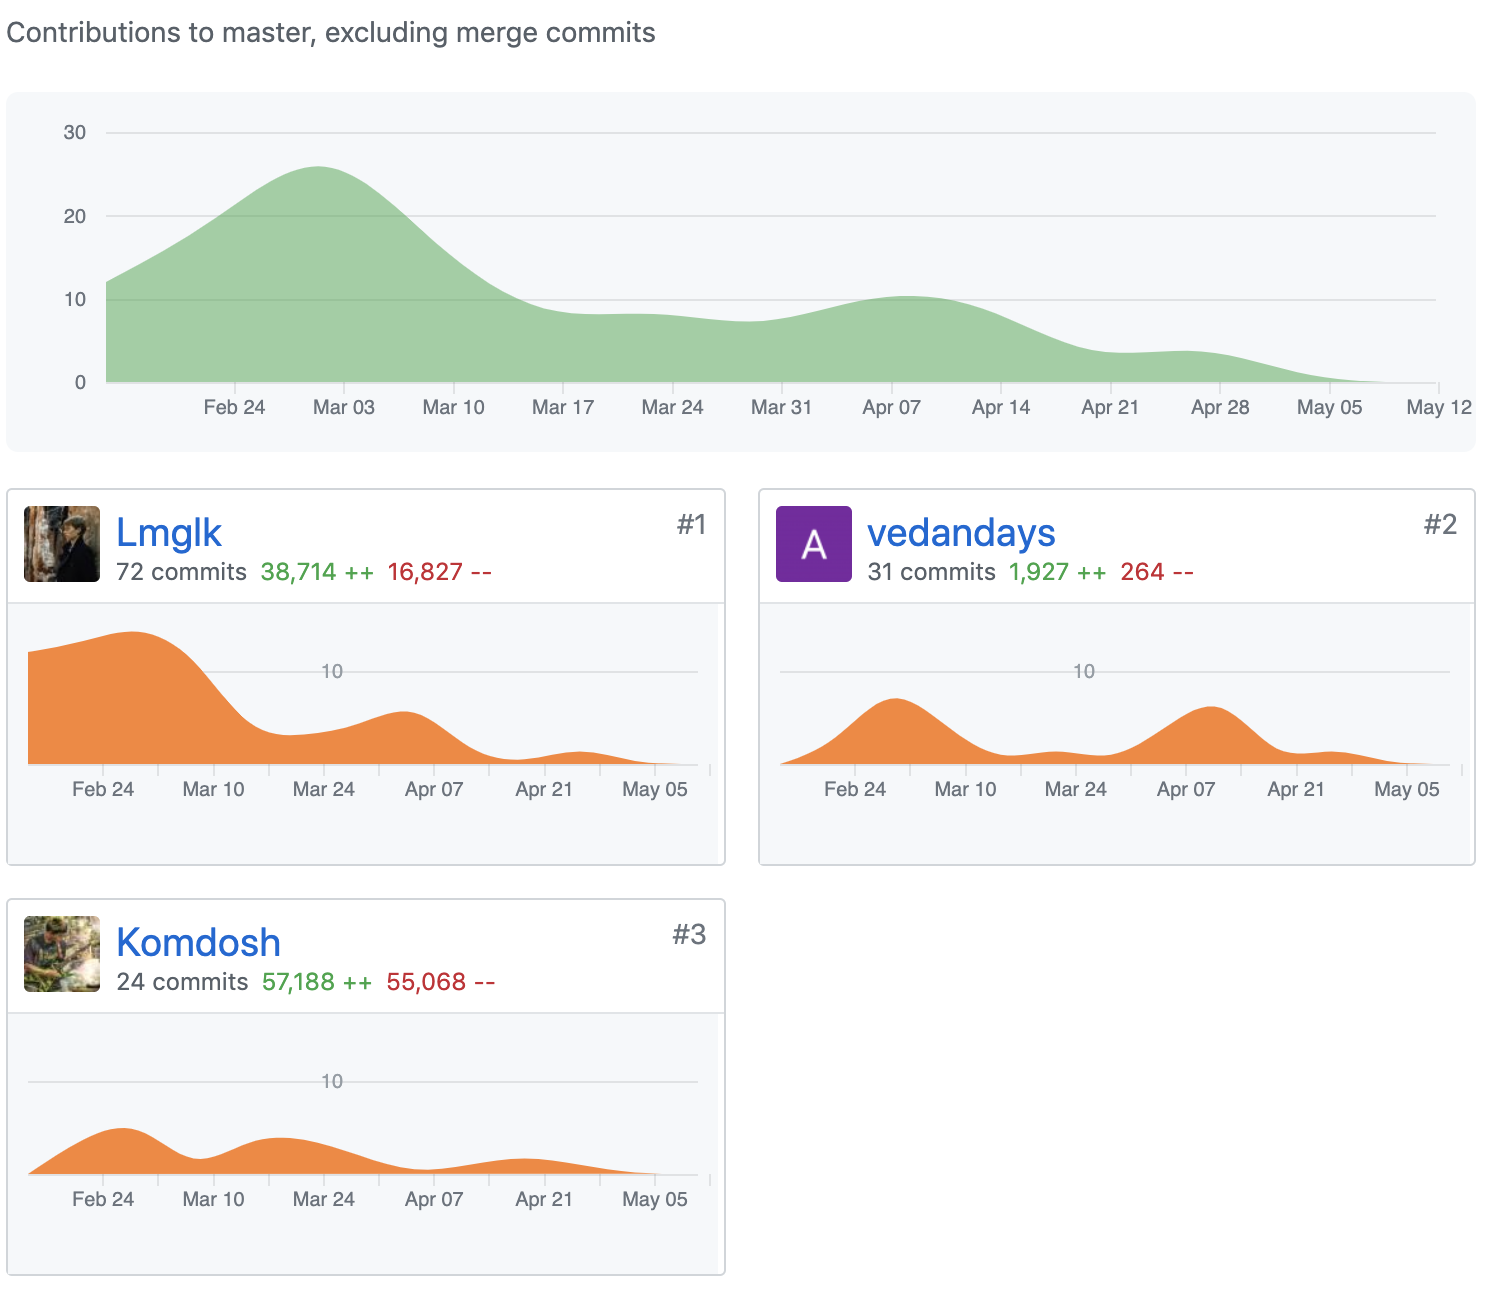 Contributions to master, excluding merge commits
30
20
10
0
Feb 24 Mar 03 Mar 10 Mar 17 Mar 24 Mar 31 Apr 07 Apr 14 Apr 21 Apr 28 May 05 May 12
Lmglk #1
72 commits 38,714 ++ 16,827 --
10
Feb 24 Mar 10 Mar 24 Apr 07 Apr 21 May 05
A
vedandays #2
31 commits 1,927 ++ 264 --
10
Feb 24 Mar 10 Mar 24 Apr 07 Apr 21 May 05
Komdosh #3
24 commits 57,188 ++ 55,068 --
10
Feb 24 Mar 10 Mar 24 Apr 07 Apr 21 May 05